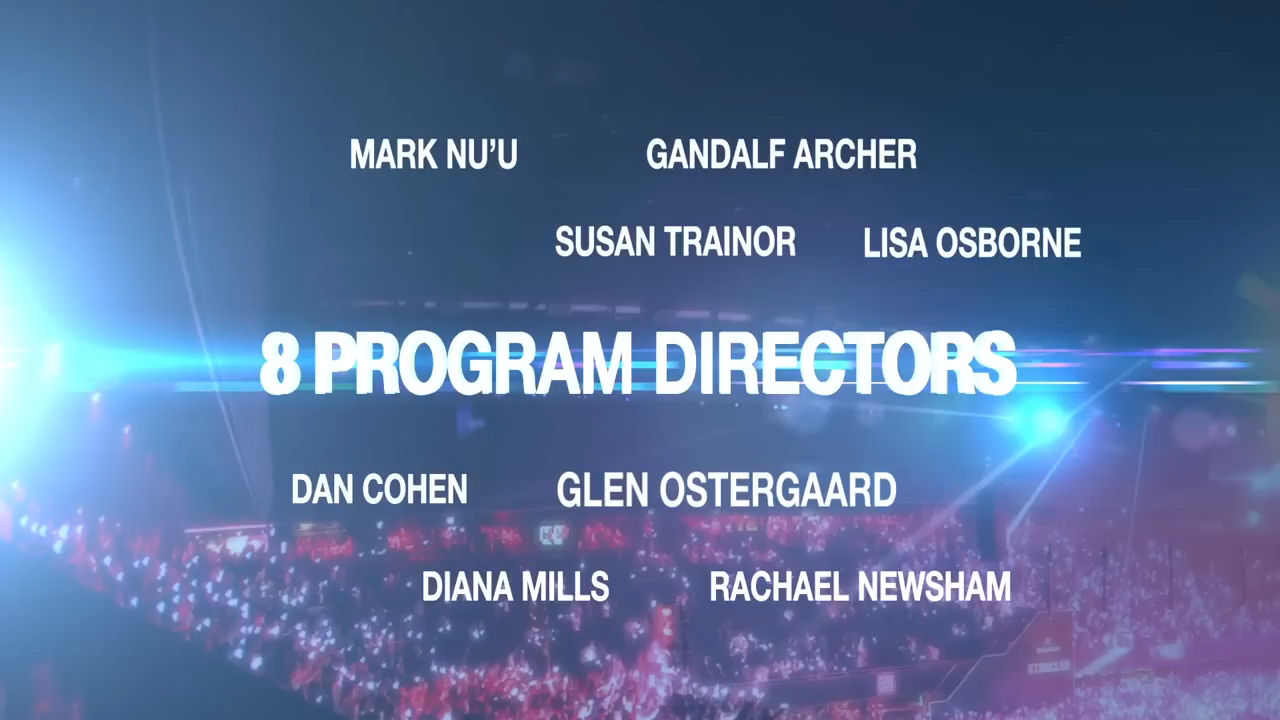 MARK NU’U GANDALF ARCHER
SUSAN TRAINOR LISA OSBORNE
8 PROGRAM DIRECTORS
DAN COHEN GLEN OSTERGAARD
DIANA MILLS RACHAEL NEWSHAM